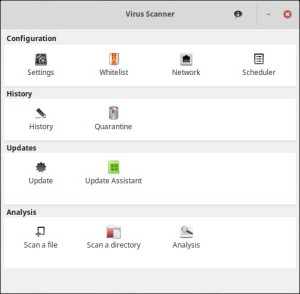 Virus Scanner
Configuration
Settings Whitelist Network Scheduler
History
History Quarantine
Updates
Update Update Assistant
Analysis
Scan a file Scan a directory Analysis